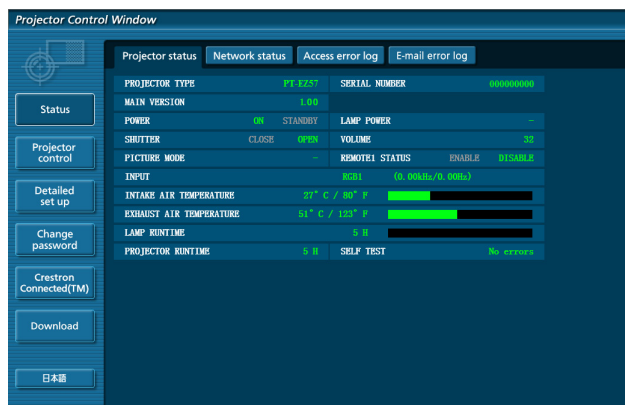 Projector Control Window
Projector status Network status Access error log E-mail error log
PROJECTOR TYPE PT-EZ57 SERIAL NUMBER 000000000
MAIN VERSION 1.00
POWER ON STANDBY LAMP POWER –
SHUTTER CLOSE OPEN VOLUME 32
PICTURE MODE – REMOTE1 STATUS ENABLE DISABLE
INPUT RGB1 (0.00kHz/0.00Hz)
INTAKE AIR TEMPERATURE 27° C / 80° F
EXHAUST AIR TEMPERATURE 51° C / 123° F
LAMP RUNTIME 5 H
PROJECTOR RUNTIME 5 H SELF TEST No errors
Status
Projector
control
Detailed
set up
Change
password
Crestron
Connected(TM)
Download
日本語